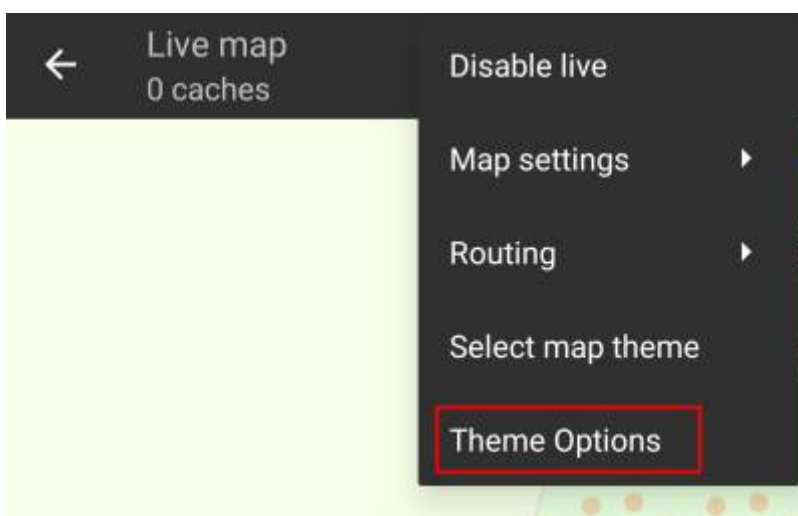 Live map
0 caches
Disable live
Map settings
Routing
Select map theme
Theme Options